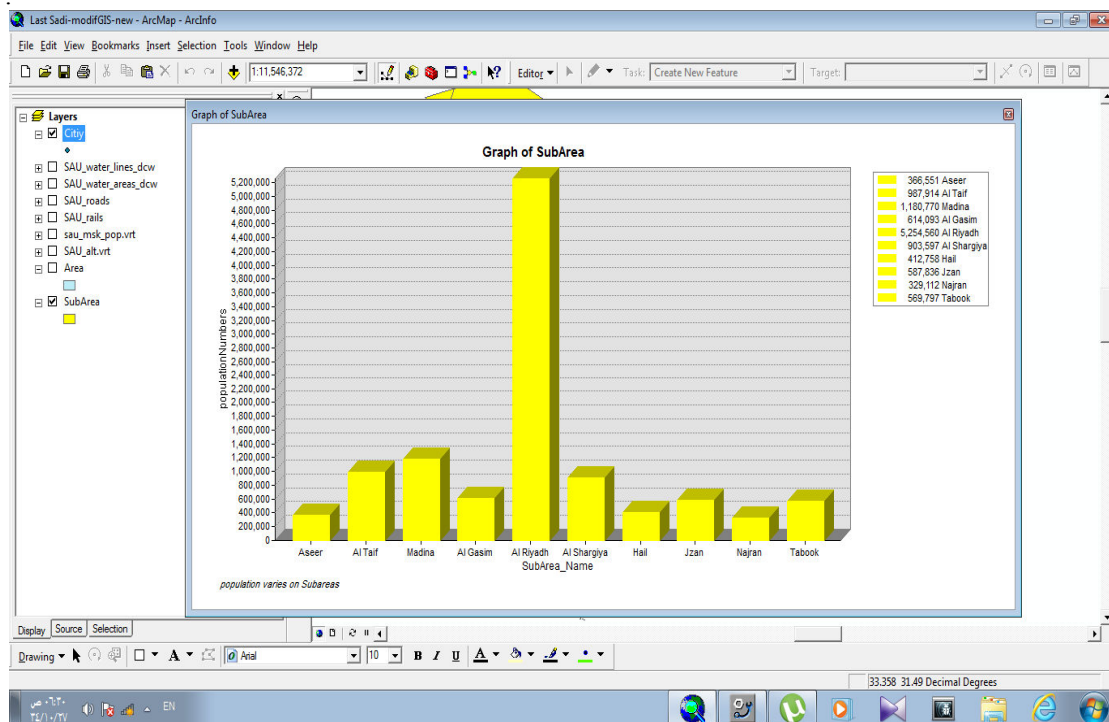 Last Sadi-modifGIS-new - ArcMap - ArcInfo
File Edit View Bookmarks Insert Selection Tools Window Help
1:11,546,372
Editor
Task: Create New Feature
Target:
Layers
Citiy
SAU_water_lines_dcw
SAU_water_areas_dcw
SAU_roads
SAU_rails
sau_msk_pop.vrt
SAU_alt.vrt
Area
SubArea
Graph of SubArea
Graph of SubArea
populationNumbers
5,200,000
5,000,000
4,800,000
4,600,000
4,400,000
4,200,000
4,000,000
3,800,000
3,600,000
3,400,000
3,200,000
3,000,000
2,800,000
2,600,000
2,400,000
2,200,000
2,000,000
1,800,000
1,600,000
1,400,000
1,200,000
1,000,000
800,000
600,000
400,000
200,000
0
Aseer Al Taif Madina Al Gasim Al Riyadh Al Shargiya Hail Jzan Najran Tabook
SubArea_Name
population varies on Subareas
366,551 Aseer
987,914 Al Taif
1,180,770 Madina
614,093 Al Gasim
5,254,560 Al Riyadh
903,597 Al Shargiya
412,758 Hail
587,836 Jzan
329,112 Najran
569,797 Tabook
Display Source Selection
Drawing
A
Arial
10
B I U A
33.358 31.49 Decimal Degrees
EN